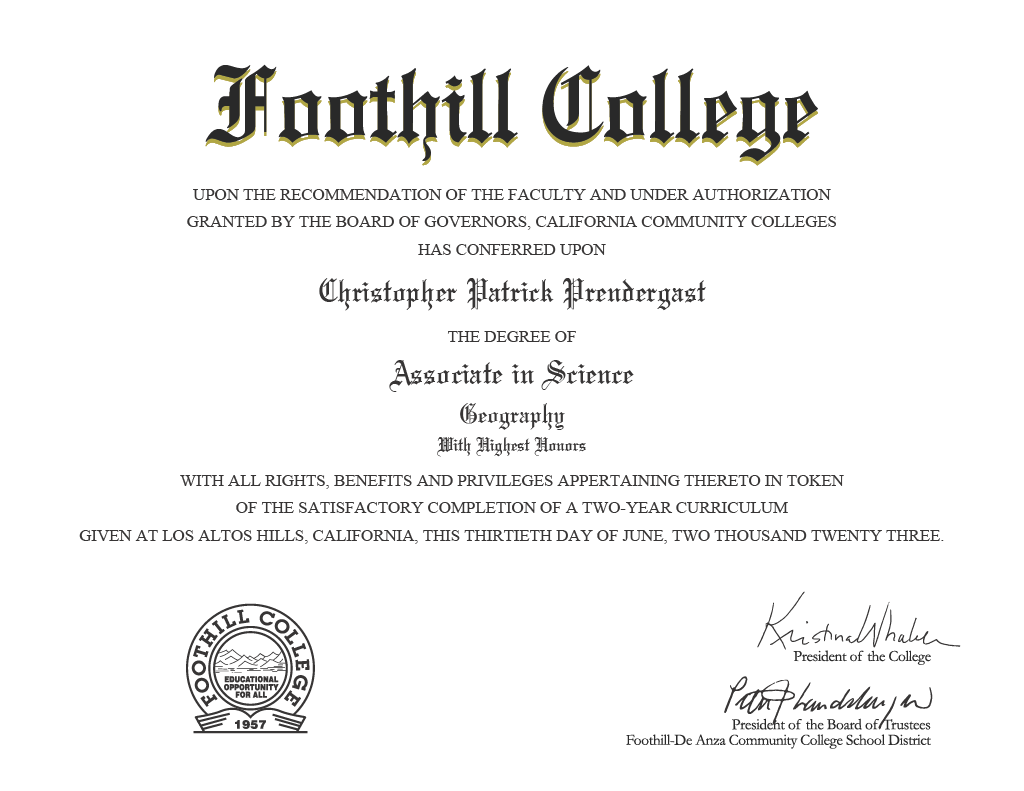 Foothill College
UPON THE RECOMMENDATION OF THE FACULTY AND UNDER AUTHORIZATION
GRANTED BY THE BOARD OF GOVERNORS, CALIFORNIA COMMUNITY COLLEGES
HAS CONFERRED UPON
Christopher Patrick Prendergast
THE DEGREE OF
Associate in Science
Geography
With Highest Honors
WITH ALL RIGHTS, BENEFITS AND PRIVILEGES APPERTAINING THERETO IN TOKEN
OF THE SATISFACTORY COMPLETION OF A TWO-YEAR CURRICULUM
GIVEN AT LOS ALTOS HILLS, CALIFORNIA, THIS THIRTIETH DAY OF JUNE, TWO THOUSAND TWENTY THREE.
FOOTHILL COLLEGE
EDUCATIONAL
OPPORTUNITY
FOR ALL
1957
Kristina Whalen
President of the College
Peter Landsberger
President of the Board of Trustees
Foothill-De Anza Community College School District